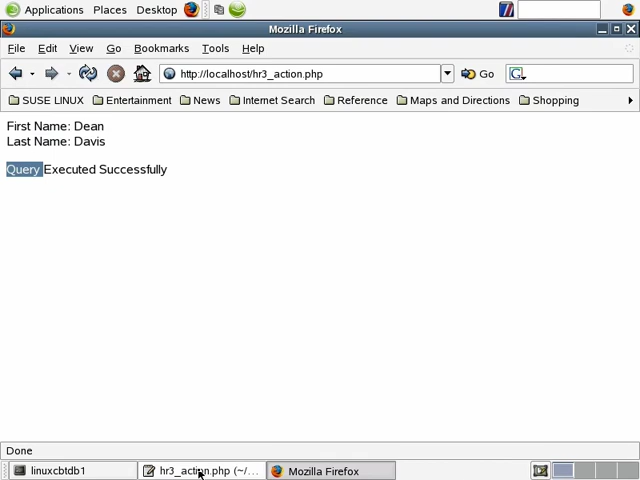 Applications Places Desktop
Mozilla Firefox
File Edit View Go Bookmarks Tools Help
http://localhost/hr3_action.php Go G
SUSE LINUX Entertainment News Internet Search Reference Maps and Directions Shopping
First Name: Dean
Last Name: Davis
Query Executed Successfully
Done
linuxcbtdb1 hr3_action.php (~/... Mozilla Firefox